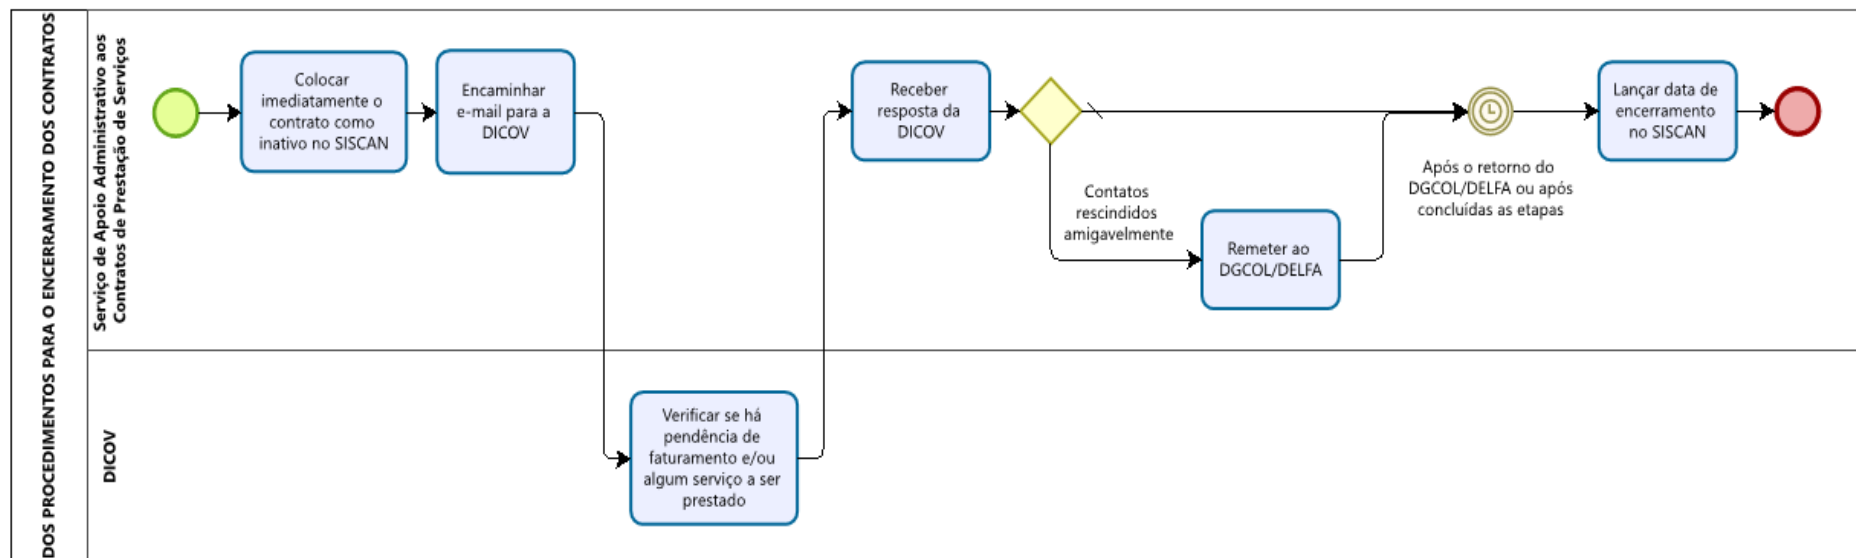 DOS PROCEDIMENTOS PARA O ENCERRAMENTO DOS CONTRATOS
Serviço de Apoio Administrativo aos
Contratos de Prestação de Serviços
Colocar
imediatamente o
contrato como
inativo no SISCAN
Encaminhar
e-mail para a
DICOV
Receber
resposta da
DICOV
Contatos
rescindidos
amigavelmente
Remeter ao
DGCOL/DELFA
Após o retorno do
DGCOL/DELFA ou após
concluídas as etapas
Lançar data de
encerramento
no SISCAN
DICOV
Verificar se há
pendência de
faturamento e/ou
algum serviço a ser
prestado